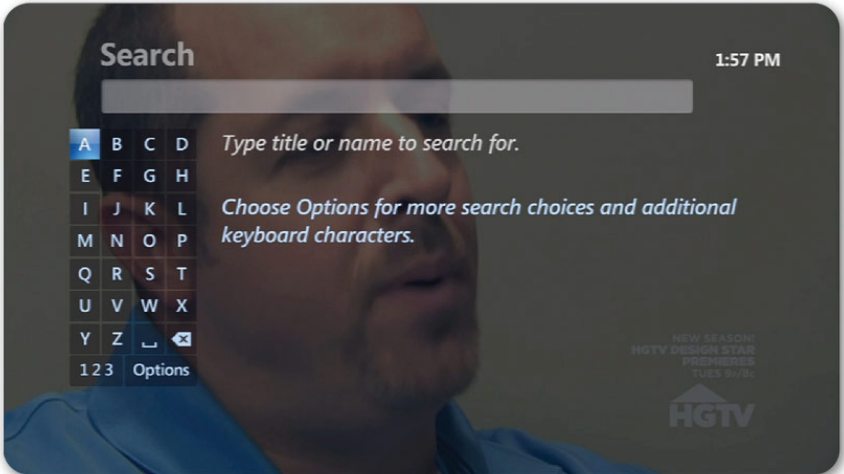 Search
1:57 PM
Type title or name to search for.
Choose Options for more search choices and additional
keyboard characters.
A B C D
E F G H
I J K L
M N O P
Q R S T
U V W X
Y Z
123 Options
NEW SEASON!
HGTV DESIGN STAR
PREMIERES
TUES 9P/8C
HGTV